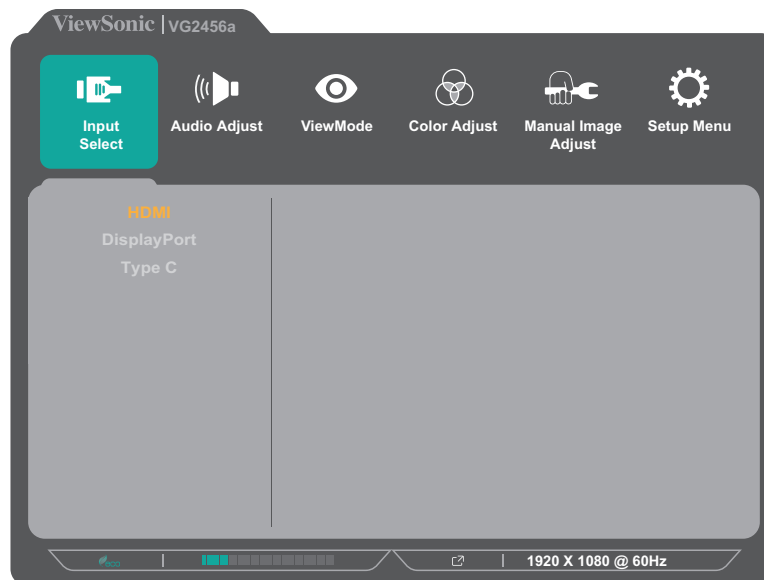 ViewSonic | VG2456a
Input
Select
Audio Adjust
ViewMode
Color Adjust
Manual Image
Adjust
Setup Menu
HDMI
DisplayPort
Type C
eco
1920 X 1080 @ 60Hz